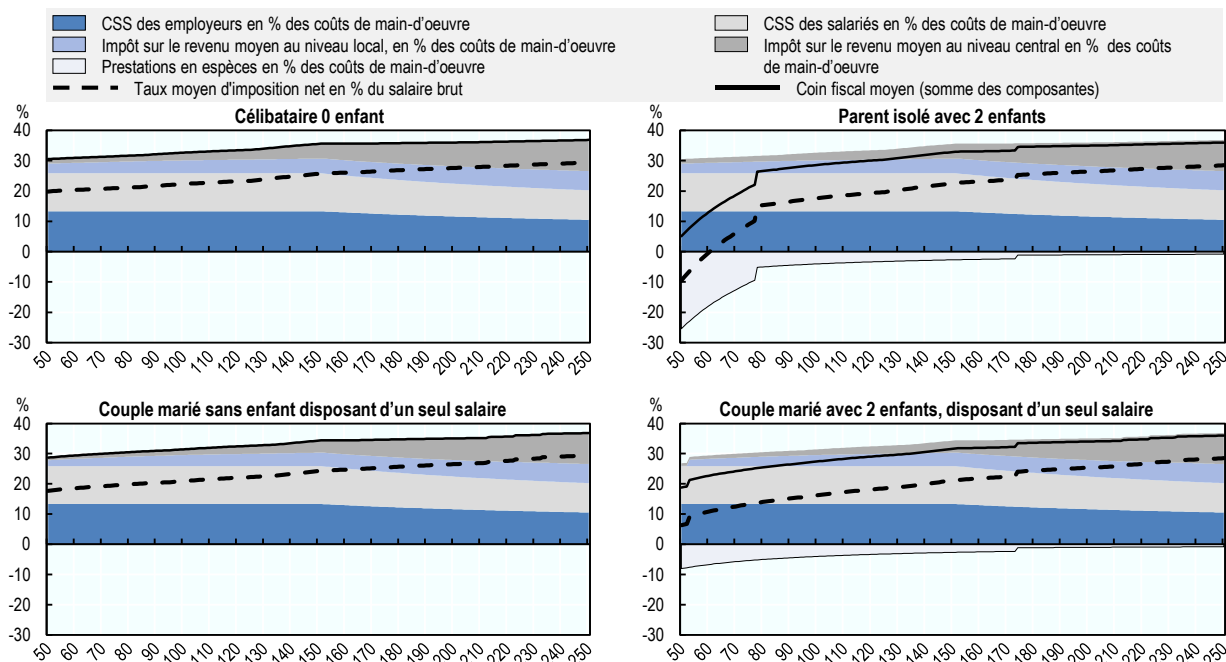 CSS des employeurs en % des coûts de main-d'oeuvre
CSS des salariés en % des coûts de main-d'oeuvre
Impôt sur le revenu moyen au niveau local, en % des coûts de main-d'oeuvre
Impôt sur le revenu moyen au niveau central en % des coûts
de main-d'oeuvre
Prestations en espèces en % des coûts de main-d'oeuvre
Taux moyen d'imposition net en % du salaire brut
Coin fiscal moyen (somme des composantes)
%
Célibataire 0 enfant
40
30
20
10
0
-10
-20
-30
50 60 70 80 90 100 110 120 130 140 150 160 170 180 190 200 210 220 230 240 250
%
Parent isolé avec 2 enfants
40
30
20
10
0
-10
-20
-30
50 60 70 80 90 100 110 120 130 140 150 160 170 180 190 200 210 220 230 240 250
%
Couple marié sans enfant disposant d'un seul salaire
40
30
20
10
0
-10
-20
-30
50 60 70 80 90 100 110 120 130 140 150 160 170 180 190 200 210 220 230 240 250
%
Couple marié avec 2 enfants, disposant d'un seul salaire
40
30
20
10
0
-10
-20
-30
50 60 70 80 90 100 110 120 130 140 150 160 170 180 190 200 210 220 230 240 250